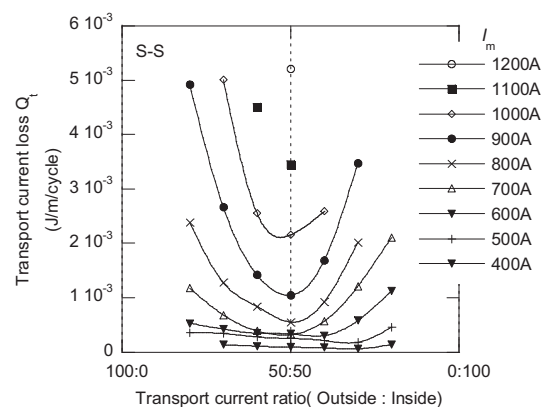 6 10⁻³
S-S
Iₘ
5 10⁻³
4 10⁻³
3 10⁻³
2 10⁻³
1 10⁻³
0
Transport current loss Qₜ
(J/m/cycle)
1200A
1100A
1000A
900A
800A
700A
600A
500A
400A
100:0
50:50
0:100
Transport current ratio( Outside : Inside)